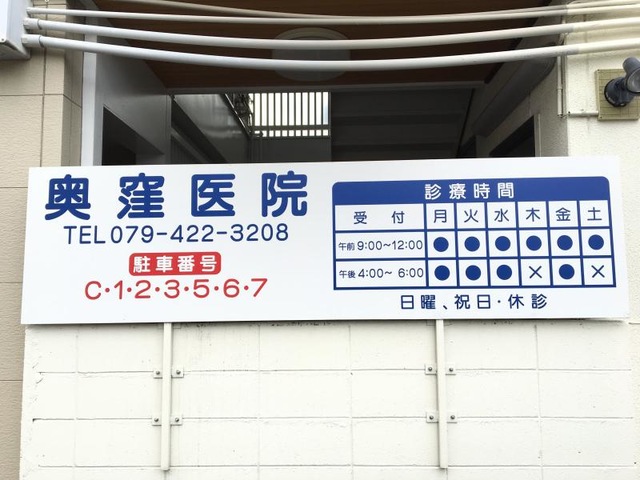 奥窪医院
TEL 079-422-3208
駐車番号
C・1・2・3・5・6・7
診療時間
受付 月 火 水 木 金 土
午前 9:00〜12:00 ● ● ● ● ● ●
午後 4:00〜 6:00 ● ● ● × ● ×
日曜、祝日・休診